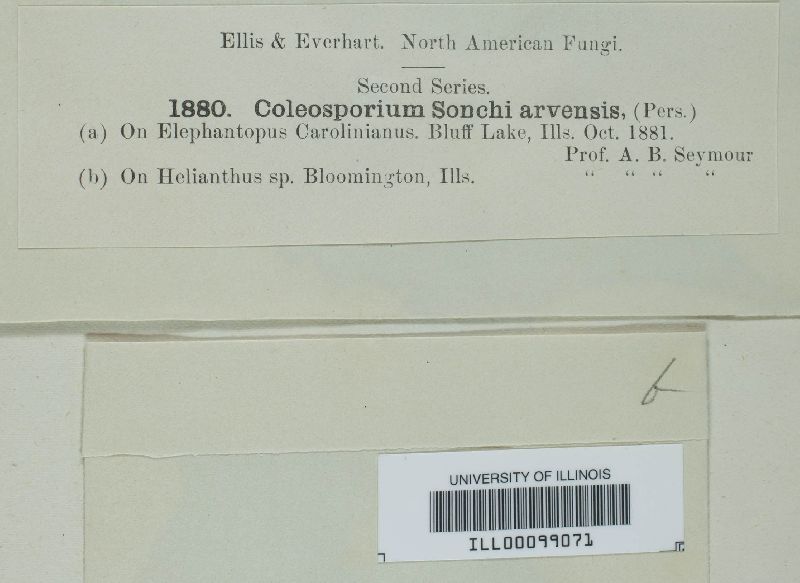 Ellis & Everhart. North American Fungi.
Second Series.
1880. Coleosporium Sonchi arvensis, (Pers.)
(a) On Elephantopus Carolinianus. Bluff Lake, Ills. Oct. 1881.
Prof. A. B. Seymour
(b) On Helianthus sp. Bloomington, Ills. “ “ “ “
b
UNIVERSITY OF ILLINOIS
ILL00099071